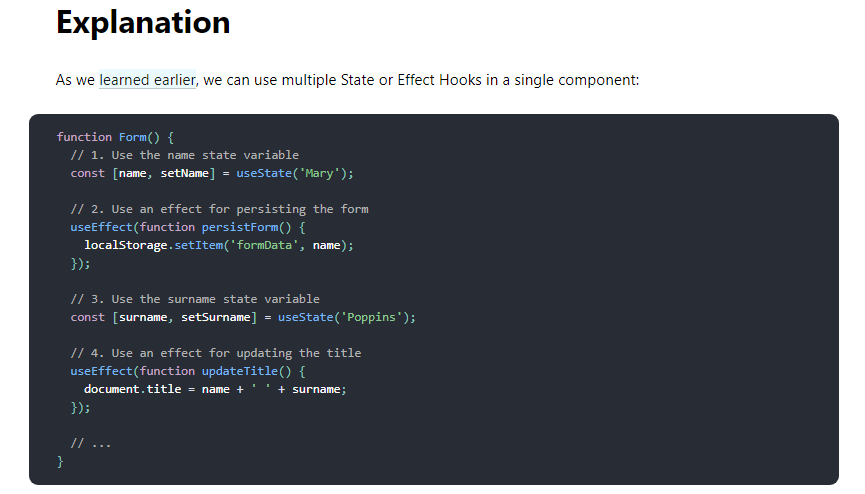 Explanation
As we learned earlier, we can use multiple State or Effect Hooks in a single component:
function Form() {
  // 1. Use the name state variable
  const [name, setName] = useState('Mary');
  // 2. Use an effect for persisting the form
  useEffect(function persistForm() {
    localStorage.setItem('formData', name);
  });
  // 3. Use the surname state variable
  const [surname, setSurname] = useState('Poppins');
  // 4. Use an effect for updating the title
  useEffect(function updateTitle() {
    document.title = name + ' ' + surname;
  });
  // ...
}